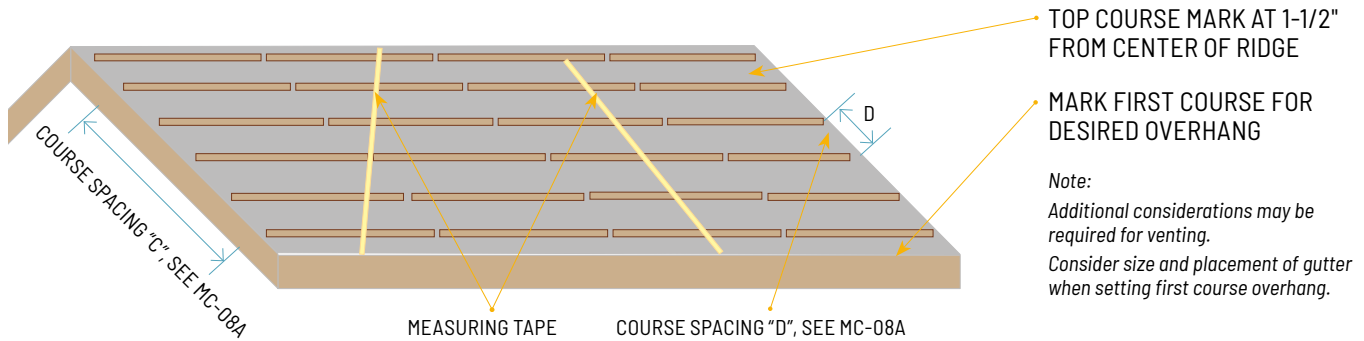 TOP COURSE MARK AT 1-1/2"
FROM CENTER OF RIDGE
MARK FIRST COURSE FOR
DESIRED OVERHANG
D
Note:
Additional considerations may be
required for venting.
Consider size and placement of gutter
when setting first course overhang.
COURSE SPACING "C", SEE MC-08A
MEASURING TAPE
COURSE SPACING "D", SEE MC-08A